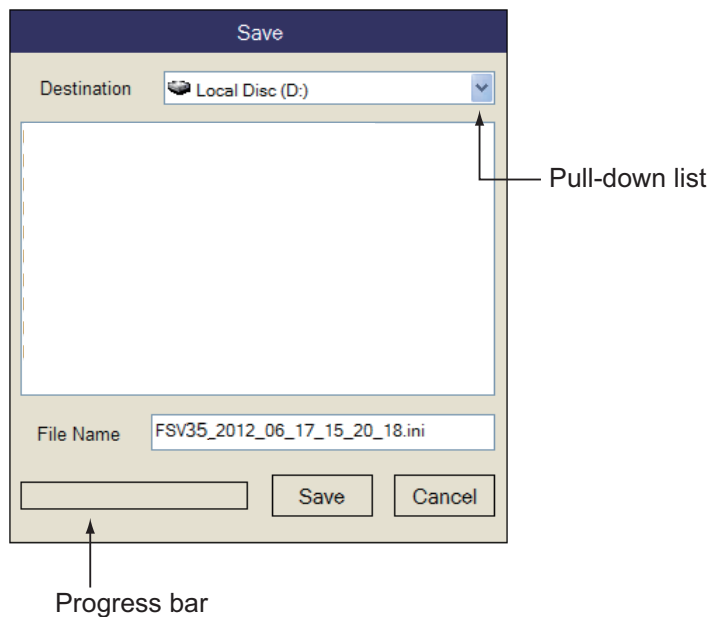 Save
Destination
Local Disc (D:)
Pull-down list
File Name
FSV35_2012_06_17_15_20_18.ini
Save
Cancel
Progress bar